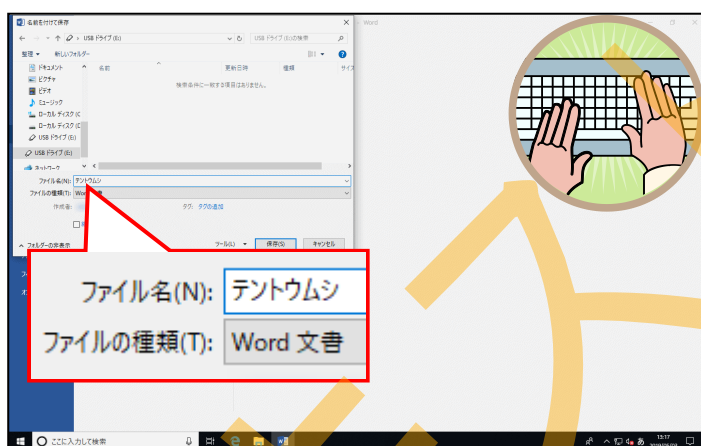 名前を付けて保存
Word
USB ドライブ (E:)
USB ドライブ (E:)の検索
整理 ▼ 新しいフォルダー
ドキュメント
名前
更新日時
種類
サイズ
ピクチャ
検索条件に一致する項目はありません。
ビデオ
ミュージック
ローカル ディスク (C
ローカル ディスク (C
USB ドライブ (E:)
USB ドライブ (E:)
ネットワーク
ファイル名(N): テントウムシ
ファイルの種類(T): Word 文書
作成者:
タグ: タグの追加
フォルダーの非表示
ツール(L) ▼
保存(S)
キャンセル
ファイル名(N): テントウムシ
ファイルの種類(T): Word 文書
ここに入力して検索
あ
13:17